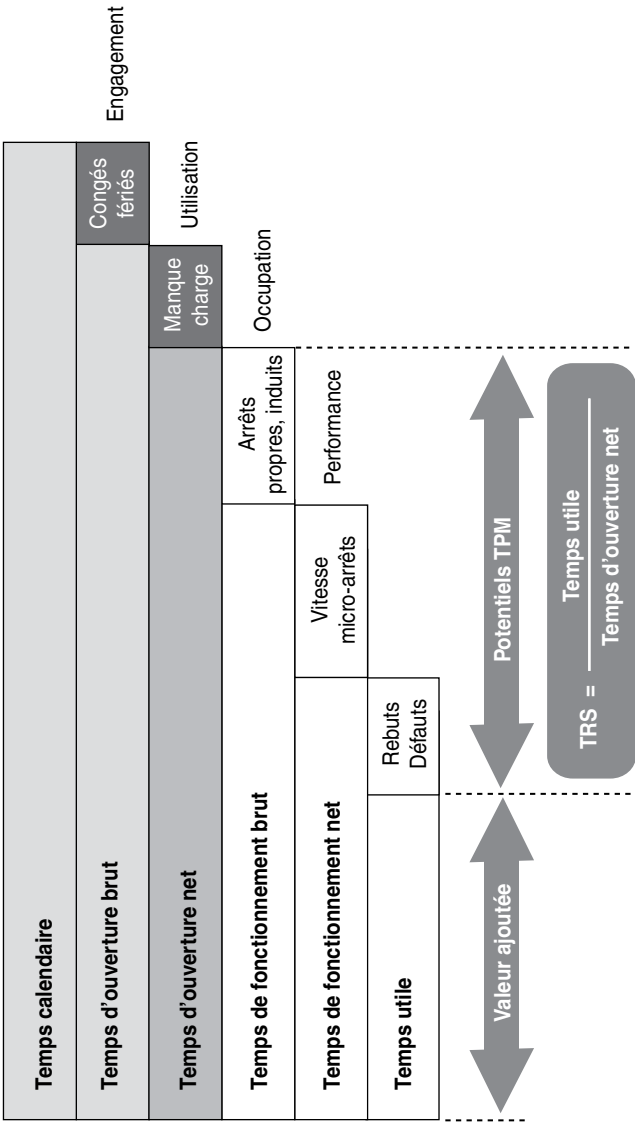 Temps calendaire
Temps d'ouverture brut
Congés
fériés
Engagement
Temps d'ouverture net
Manque
charge
Utilisation
Temps de fonctionnement brut
Arrêts
propres, induits
Occupation
Temps de fonctionnement net
Vitesse
micro-arrêts
Performance
Temps utile
Rebuts
Défauts
Valeur ajoutée
Potentiels TPM
TRS =
Temps utile
Temps d'ouverture net